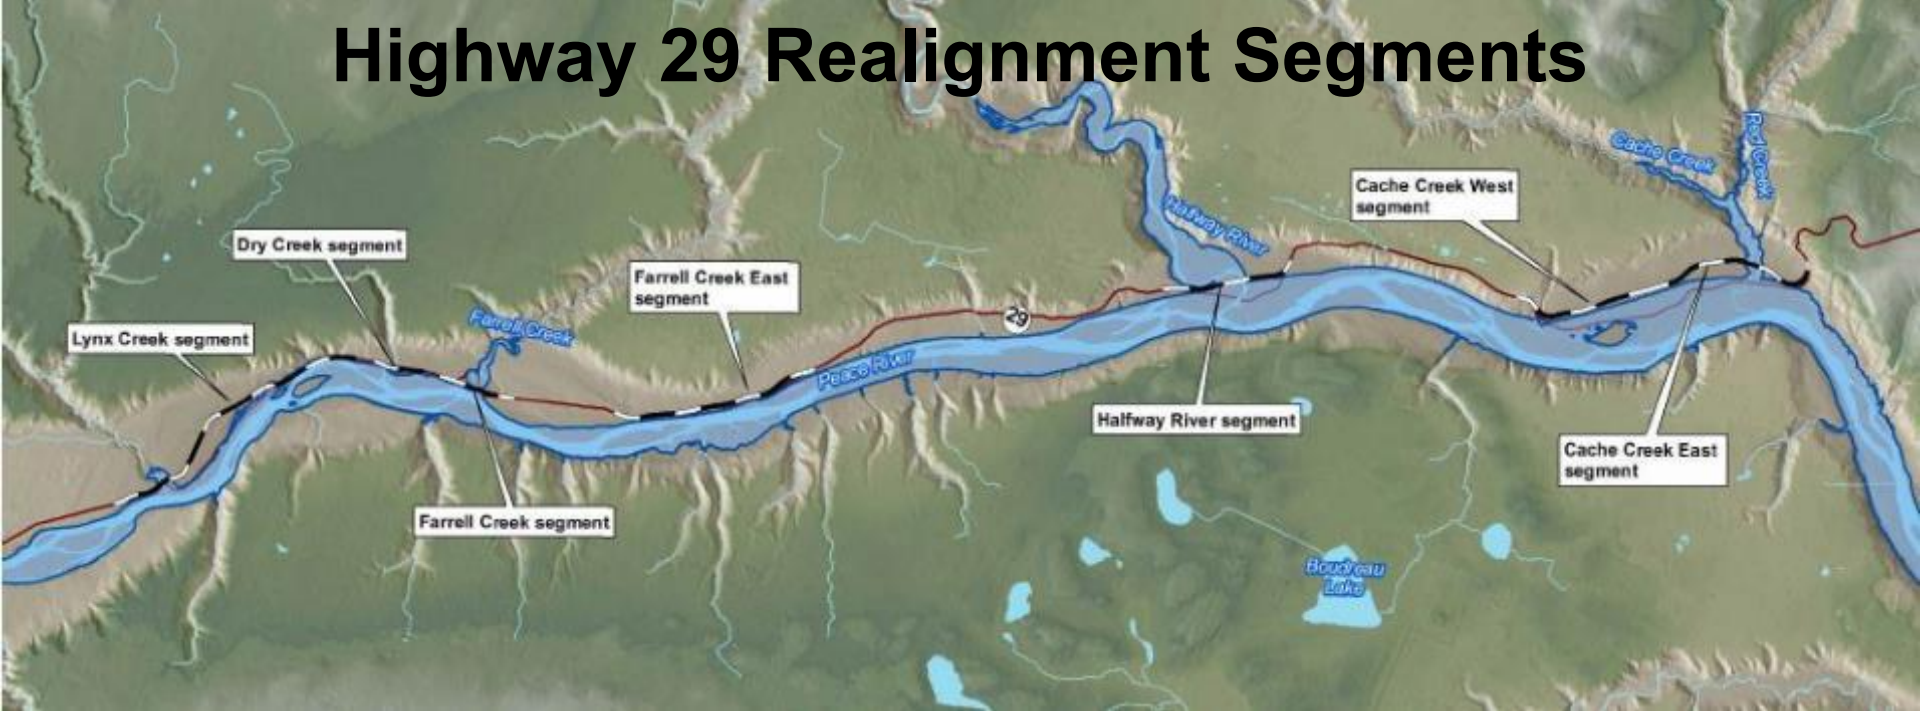 Highway 29 Realignment Segments
Red Creek
Cache Creek
Cache Creek West
segment
Halfway River
Dry Creek segment
Farrell Creek East
segment
29
Farrell Creek
Lynx Creek segment
Peace River
Halfway River segment
Cache Creek East
segment
Farrell Creek segment
Boudreau
Lake